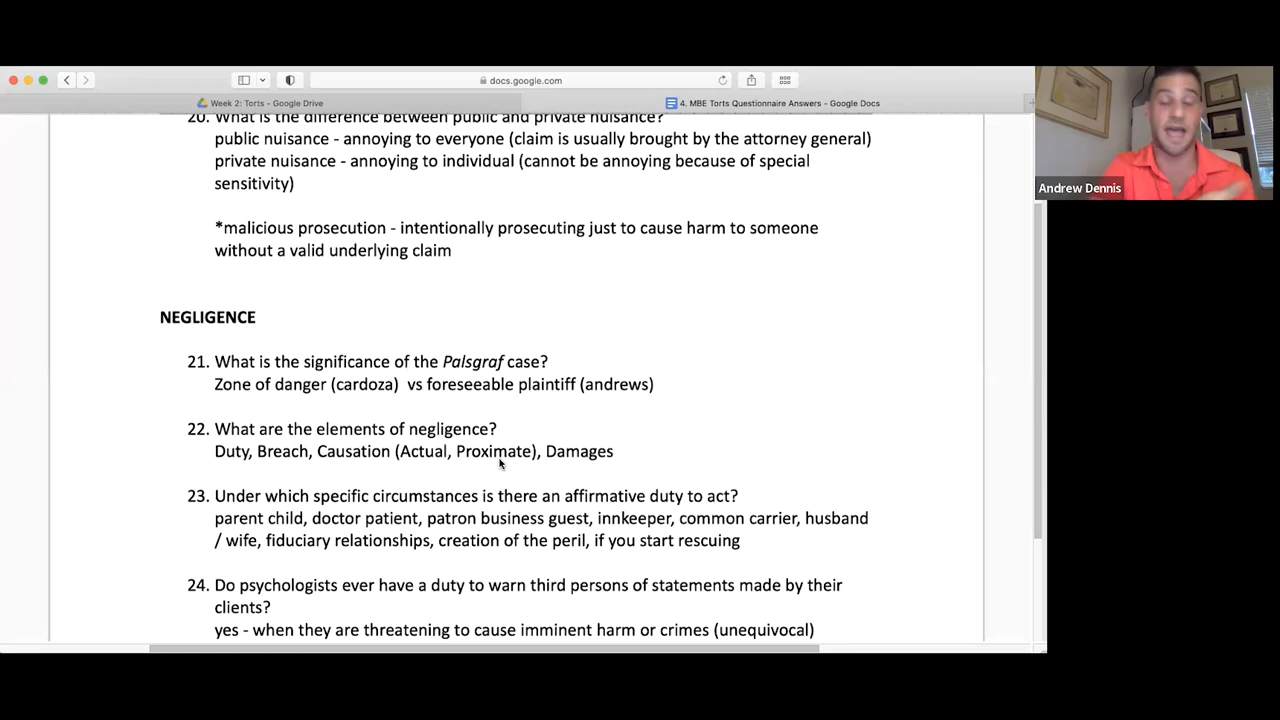 docs.google.com
Week 2: Torts - Google Drive
4. MBE Torts Questionnaire Answers - Google Docs
20. What is the difference between public and private nuisance?
public nuisance - annoying to everyone (claim is usually brought by the attorney general)
private nuisance - annoying to individual (cannot be annoying because of special
sensitivity)
*malicious prosecution - intentionally prosecuting just to cause harm to someone
without a valid underlying claim
NEGLIGENCE
21. What is the significance of the Palsgraf case?
Zone of danger (cardoza) vs foreseeable plaintiff (andrews)
22. What are the elements of negligence?
Duty, Breach, Causation (Actual, Proximate), Damages
23. Under which specific circumstances is there an affirmative duty to act?
parent child, doctor patient, patron business guest, innkeeper, common carrier, husband
/ wife, fiduciary relationships, creation of the peril, if you start rescuing
24. Do psychologists ever have a duty to warn third persons of statements made by their
clients?
yes - when they are threatening to cause imminent harm or crimes (unequivocal)
Andrew Dennis